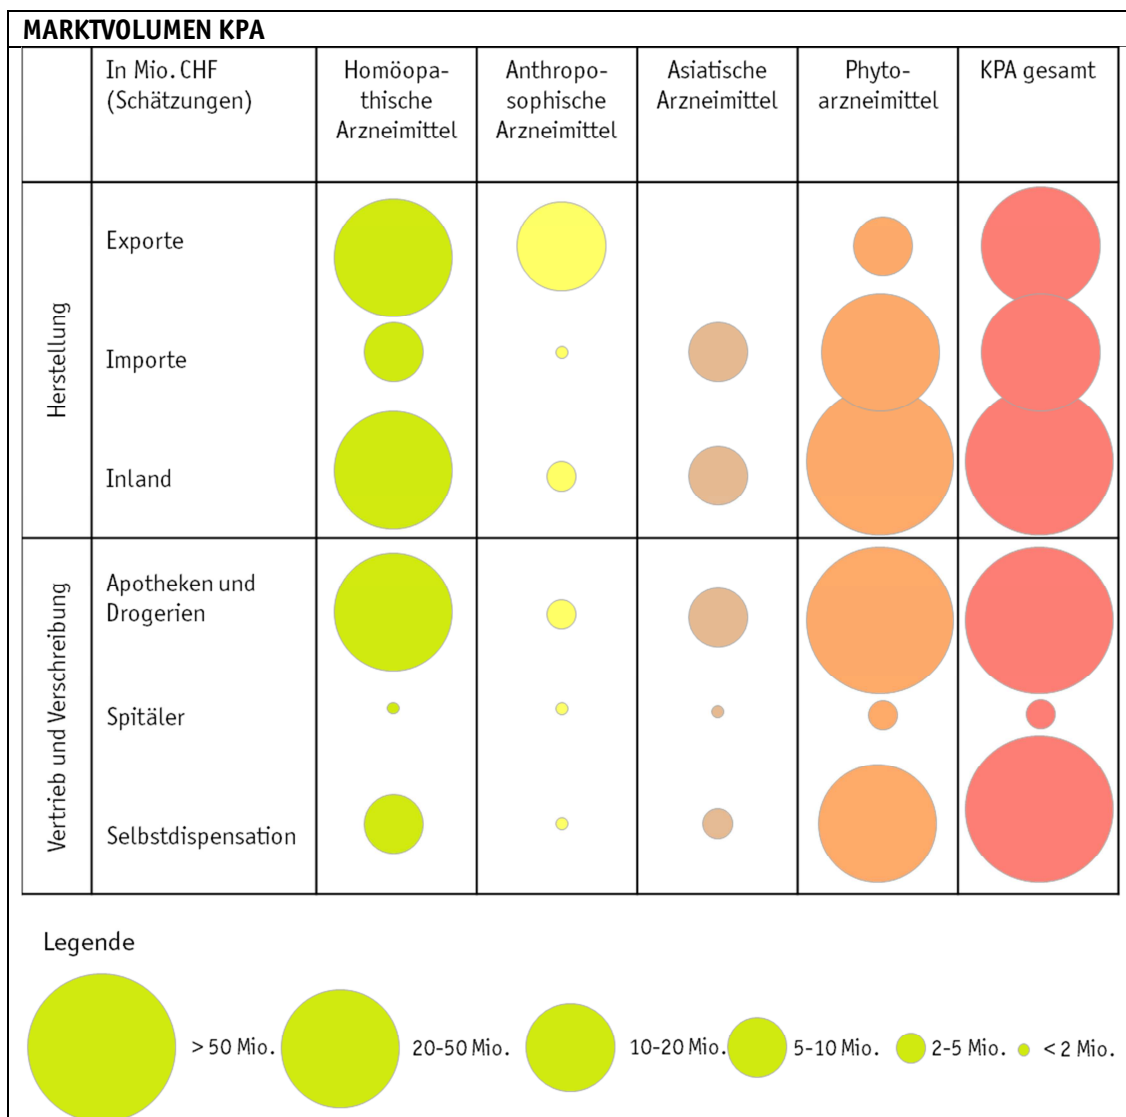 MARKTVOLUMEN KPA
In Mio. CHF
(Schätzungen)
Homöopa-
thische
Arzneimittel
Anthropo-
sophische
Arzneimittel
Asiatische
Arzneimittel
Phyto-
arzneimittel
KPA gesamt
Herstellung
Exporte
Importe
Inland
Vertrieb und Verschreibung
Apotheken und
Drogerien
Spitäler
Selbstdispensation
Legende
> 50 Mio. 20-50 Mio. 10-20 Mio. 5-10 Mio. 2-5 Mio. < 2 Mio.